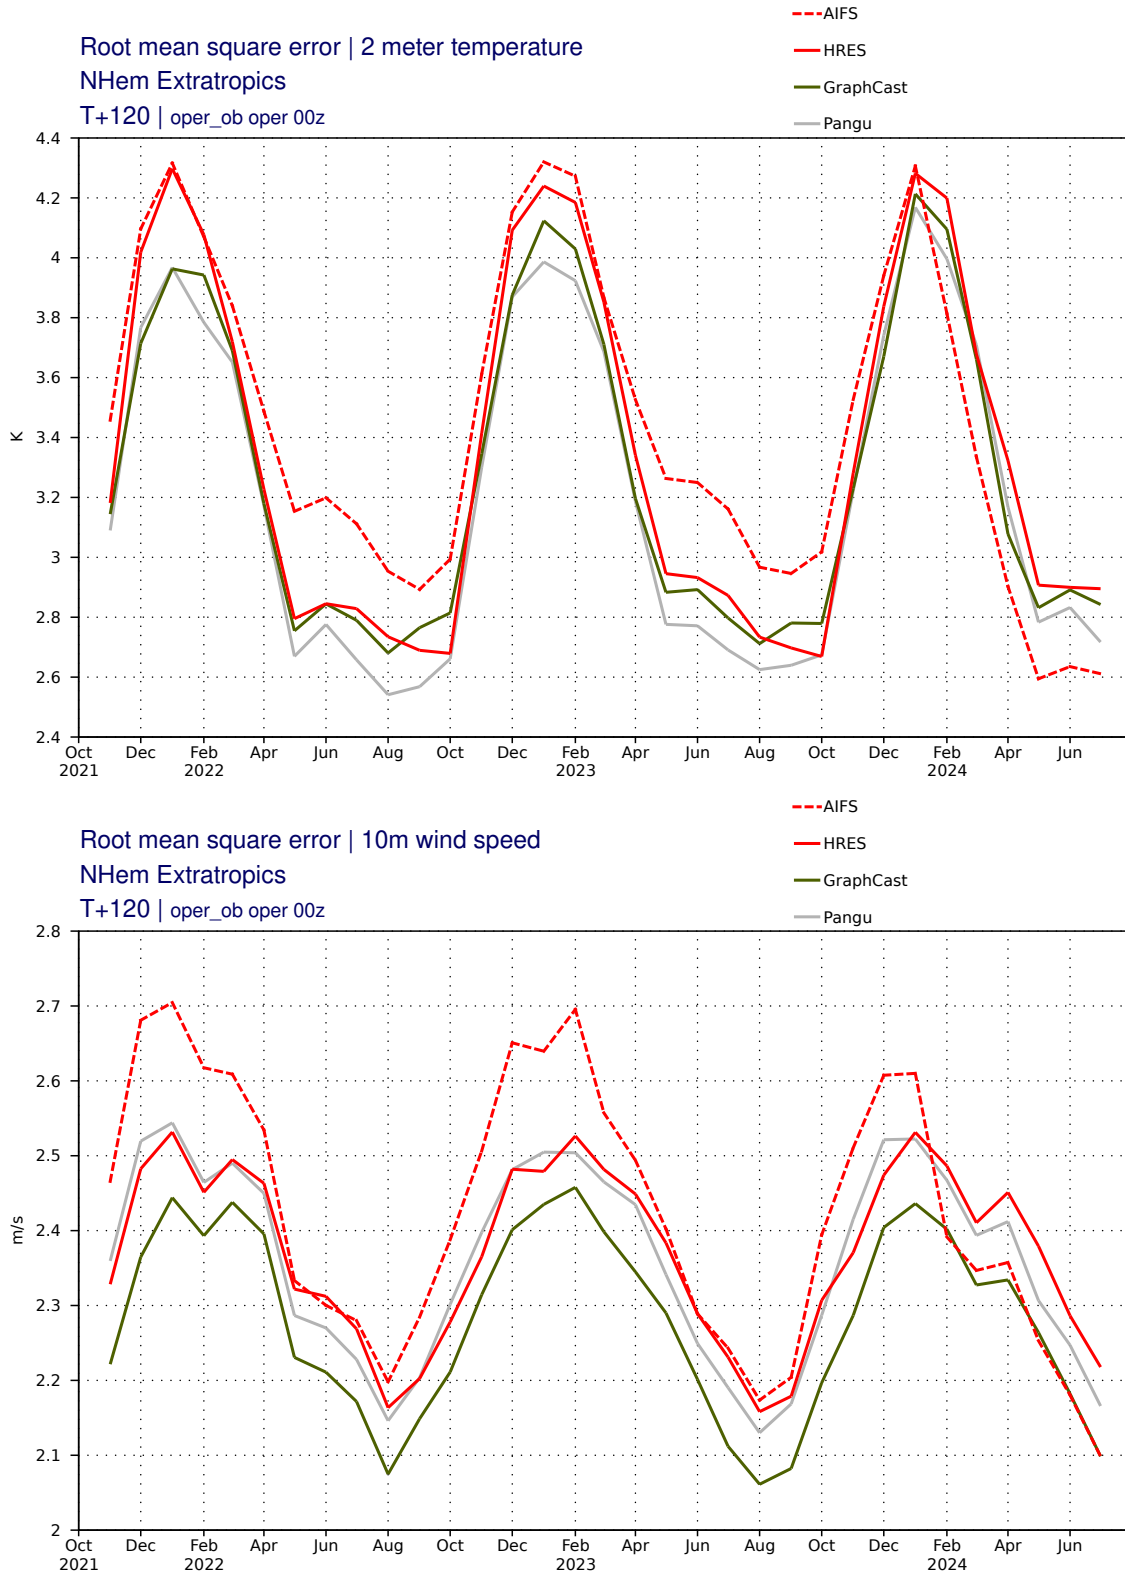 AIFS
Root mean square error | 2 meter temperature
HRES
NHem Extratropics
GraphCast
T+120 | oper_ob oper 00z
Pangu
4.4
4.2
4
3.8
3.6
3.4
3.2
3
2.8
2.6
2.4
K
Oct Dec Feb Apr Jun Aug Oct Dec Feb Apr Jun Aug Oct Dec Feb Apr Jun
2021 2022 2023 2024
AIFS
Root mean square error | 10m wind speed
HRES
NHem Extratropics
GraphCast
T+120 | oper_ob oper 00z
Pangu
2.8
2.7
2.6
2.5
2.4
2.3
2.2
2.1
2
m/s
Oct Dec Feb Apr Jun Aug Oct Dec Feb Apr Jun Aug Oct Dec Feb Apr Jun
2021 2022 2023 2024